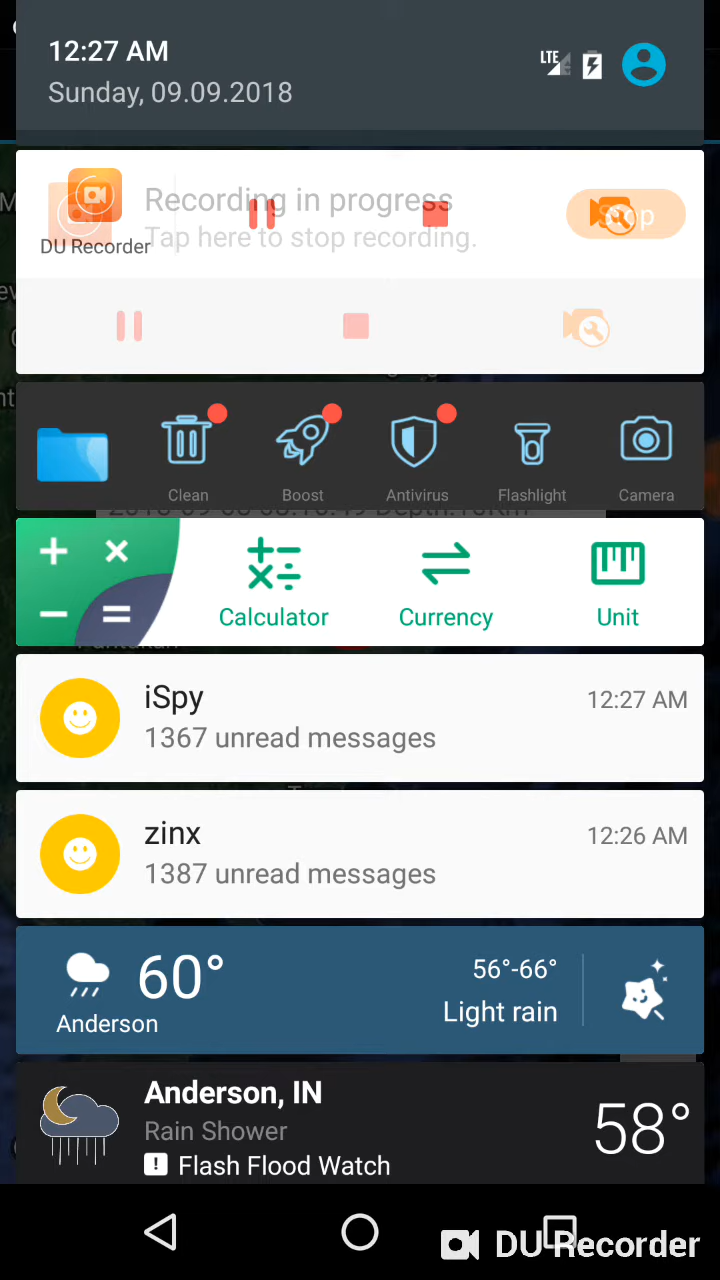 12:27 AM
LTE
Sunday, 09.09.2018
Recording in progress
Stop
Tap here to stop recording.
DU Recorder
Clean
Boost
Antivirus
Flashlight
Camera
Calculator
Currency
Unit
iSpy
12:27 AM
1367 unread messages
zinx
12:26 AM
1387 unread messages
60°
56°-66°
Anderson
Light rain
Anderson, IN
Rain Shower
58°
Flash Flood Watch
DU Recorder